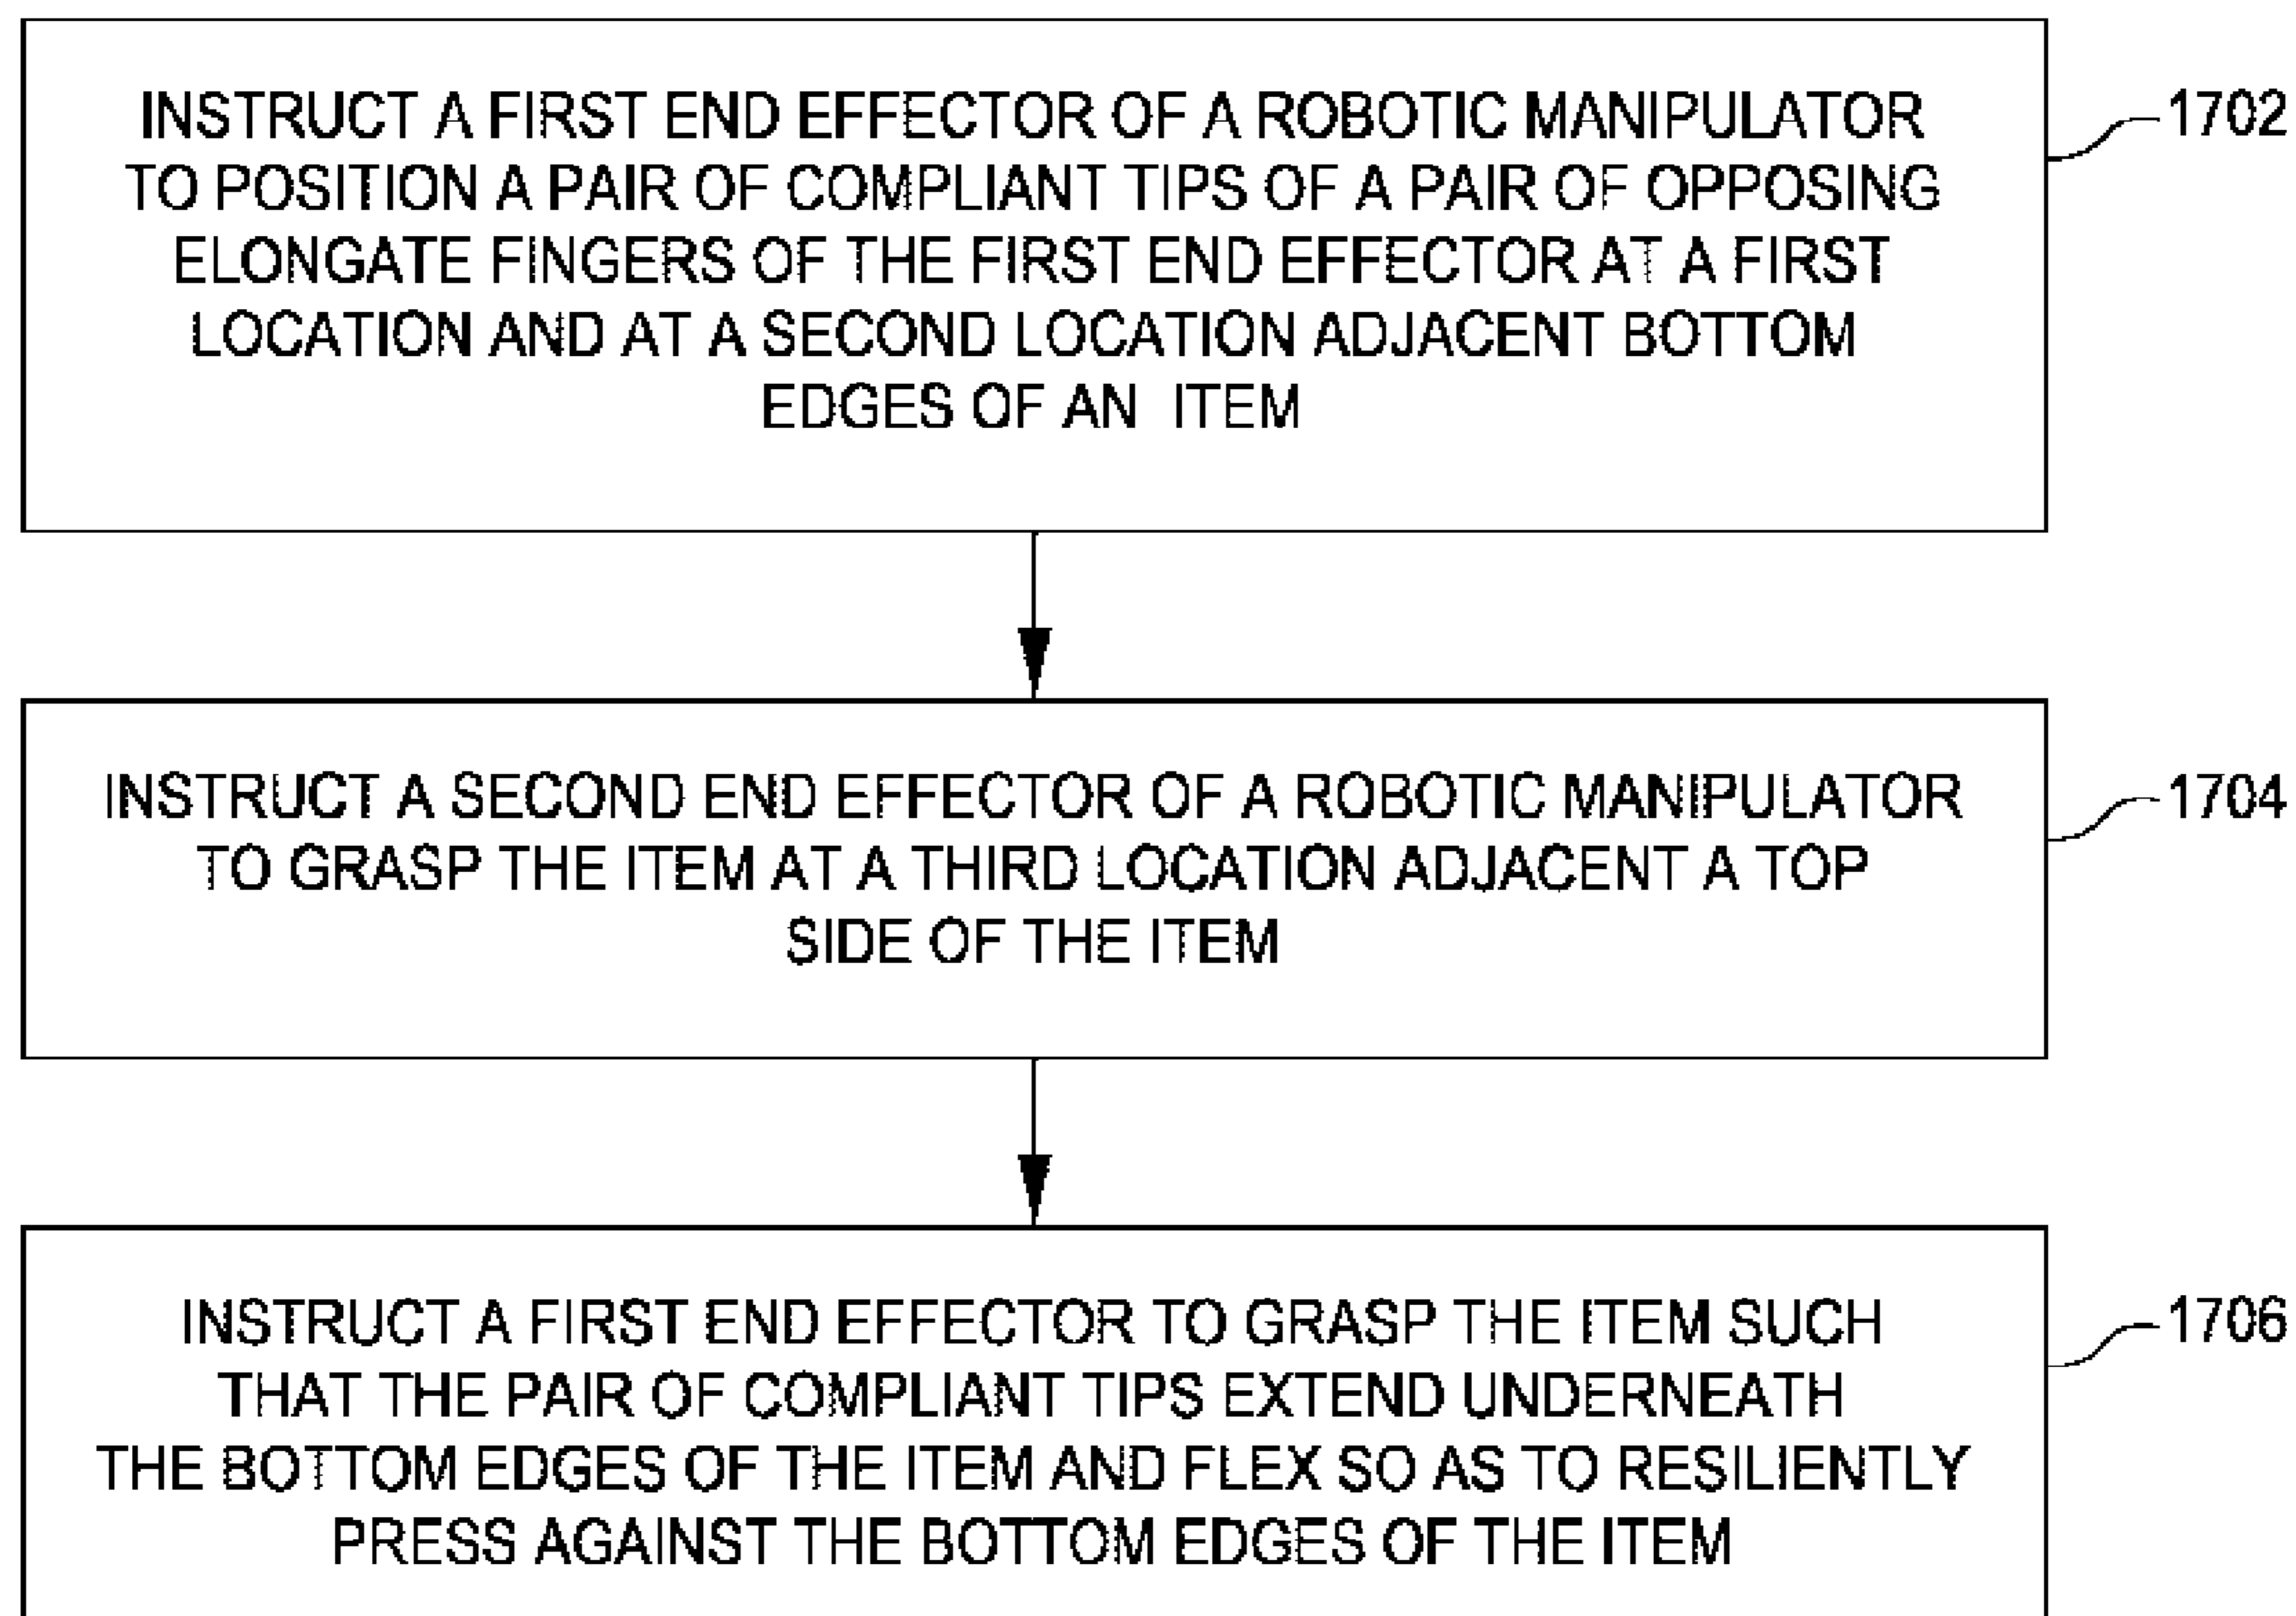 INSTRUCT A FIRST END EFFECTOR OF A ROBOTIC MANIPULATOR
TO POSITION A PAIR OF COMPLIANT TIPS OF A PAIR OF OPPOSING
ELONGATE FINGERS OF THE FIRST END EFFECTOR AT A FIRST
LOCATION AND AT A SECOND LOCATION ADJACENT BOTTOM
EDGES OF AN ITEM
1702
INSTRUCT A SECOND END EFFECTOR OF A ROBOTIC MANIPULATOR
TO GRASP THE ITEM AT A THIRD LOCATION ADJACENT A TOP
SIDE OF THE ITEM
1704
INSTRUCT A FIRST END EFFECTOR TO GRASP THE ITEM SUCH
THAT THE PAIR OF COMPLIANT TIPS EXTEND UNDERNEATH
THE BOTTOM EDGES OF THE ITEM AND FLEX SO AS TO RESILIENTLY
PRESS AGAINST THE BOTTOM EDGES OF THE ITEM
1706